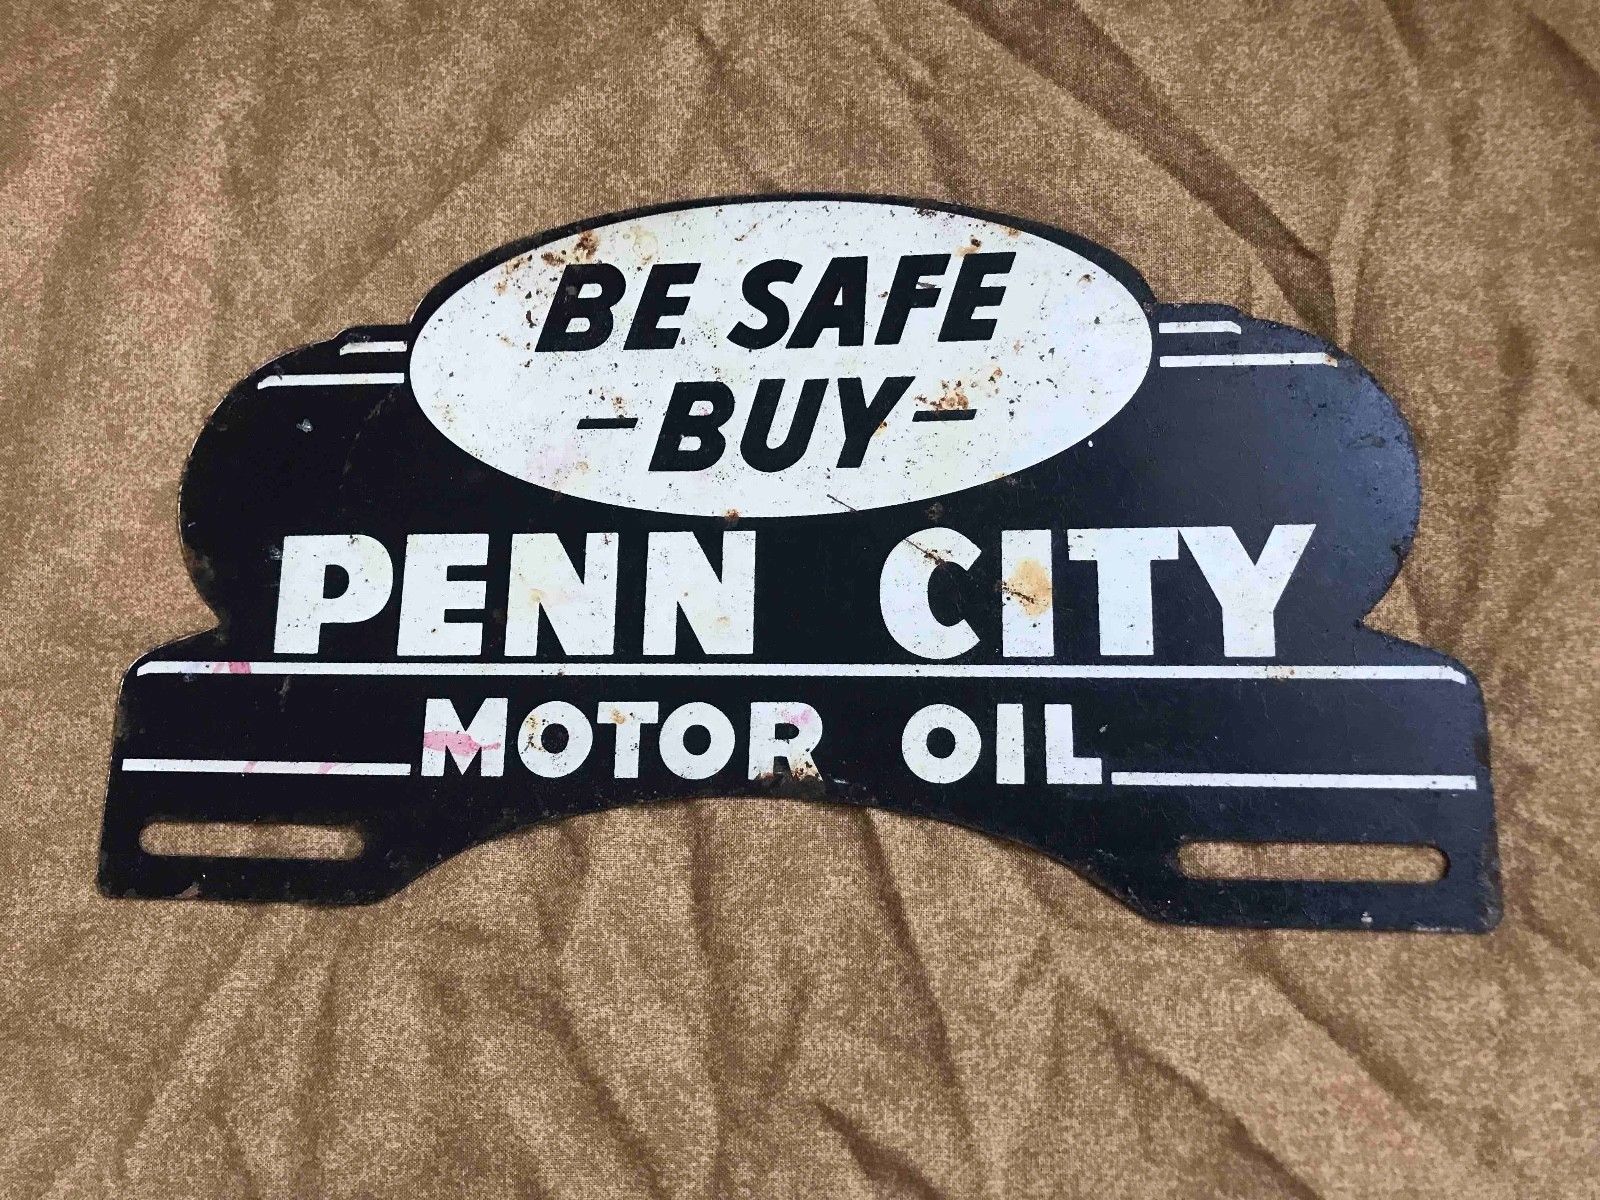 BE SAFE
-BUY-
PENN CITY
MOTOR OIL